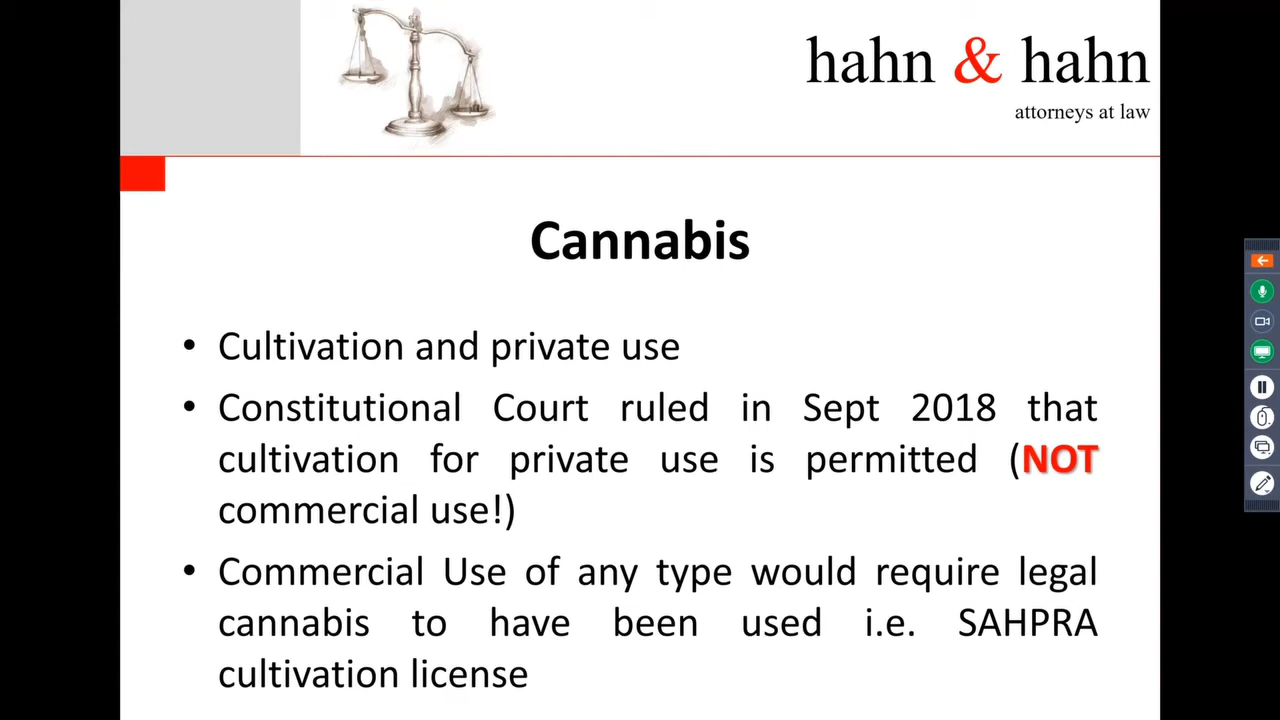 hahn & hahn
attorneys at law
Cannabis
• Cultivation and private use
• Constitutional Court ruled in Sept 2018 that
cultivation for private use is permitted (NOT
commercial use!)
• Commercial Use of any type would require legal
cannabis to have been used i.e. SAHPRA
cultivation license